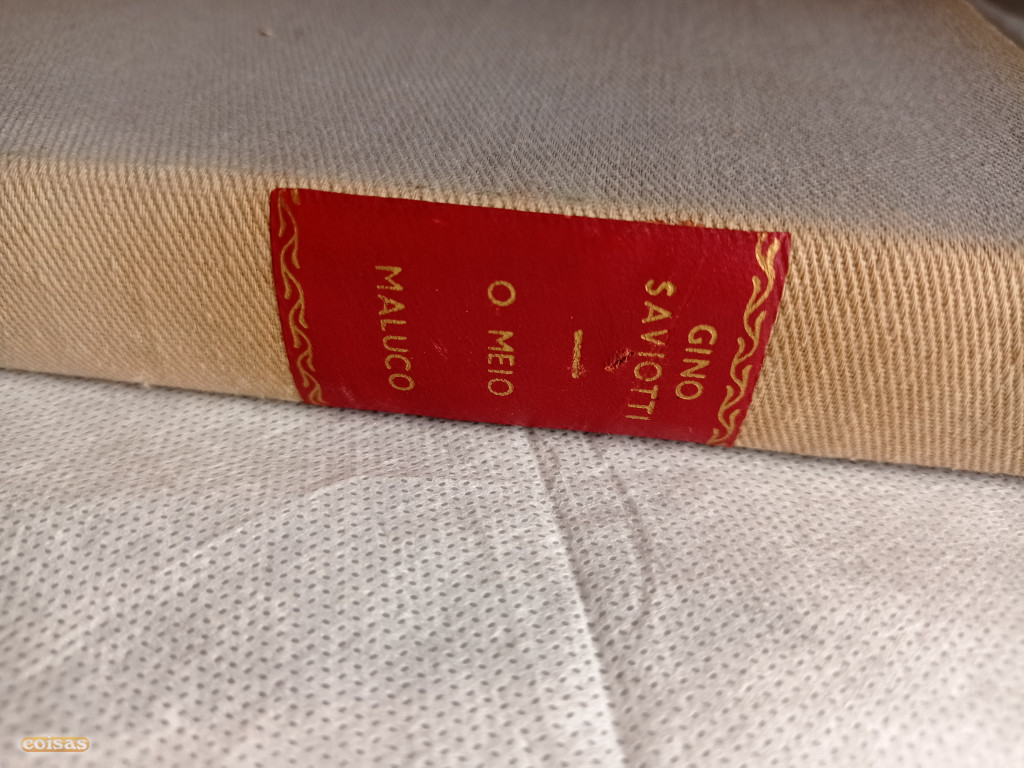 GINO
SAVIOTTI
O MEIO
MALUCO
coisas